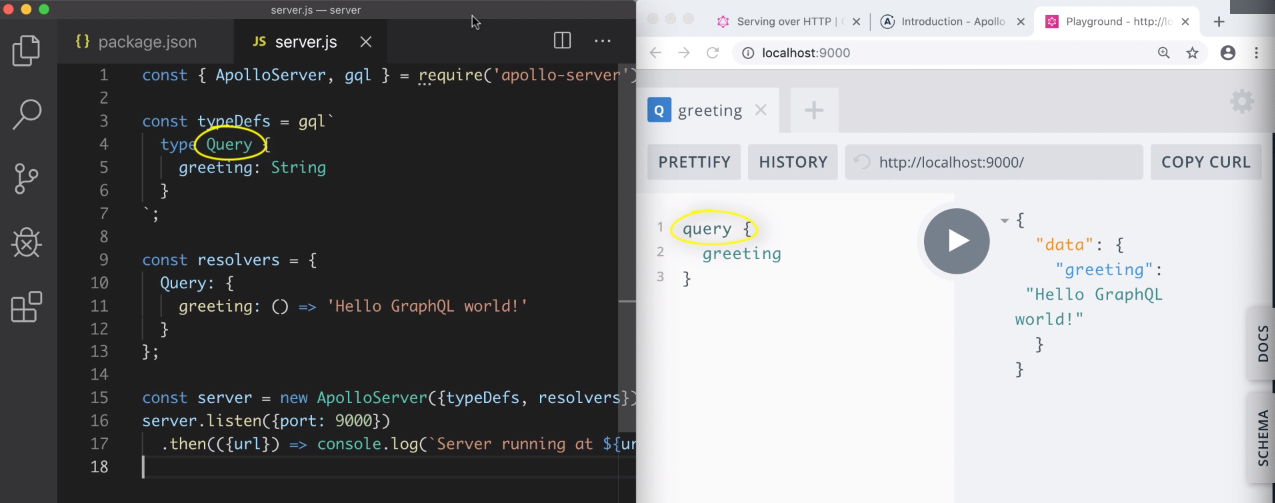 server.js — server
{} package.json
JS server.js
1 const { ApolloServer, gql } = require('apollo-server')
2
3 const typeDefs = gql`
4 type Query {
5 greeting: String
6 }
7 `;
8
9 const resolvers = {
10 Query: {
11 greeting: () => 'Hello GraphQL world!'
12 }
13 };
14
15 const server = new ApolloServer({typeDefs, resolvers})
16 server.listen({port: 9000})
17 .then(({url}) => console.log(`Server running at ${ur
18
Serving over HTTP |
Introduction - Apollo
Playground - http://lo
localhost:9000
Q greeting
PRETTIFY
HISTORY
http://localhost:9000/
COPY CURL
1 query {
2 greeting
3 }
{
"data": {
"greeting":
"Hello GraphQL
world!"
}
}
DOCS
SCHEMA